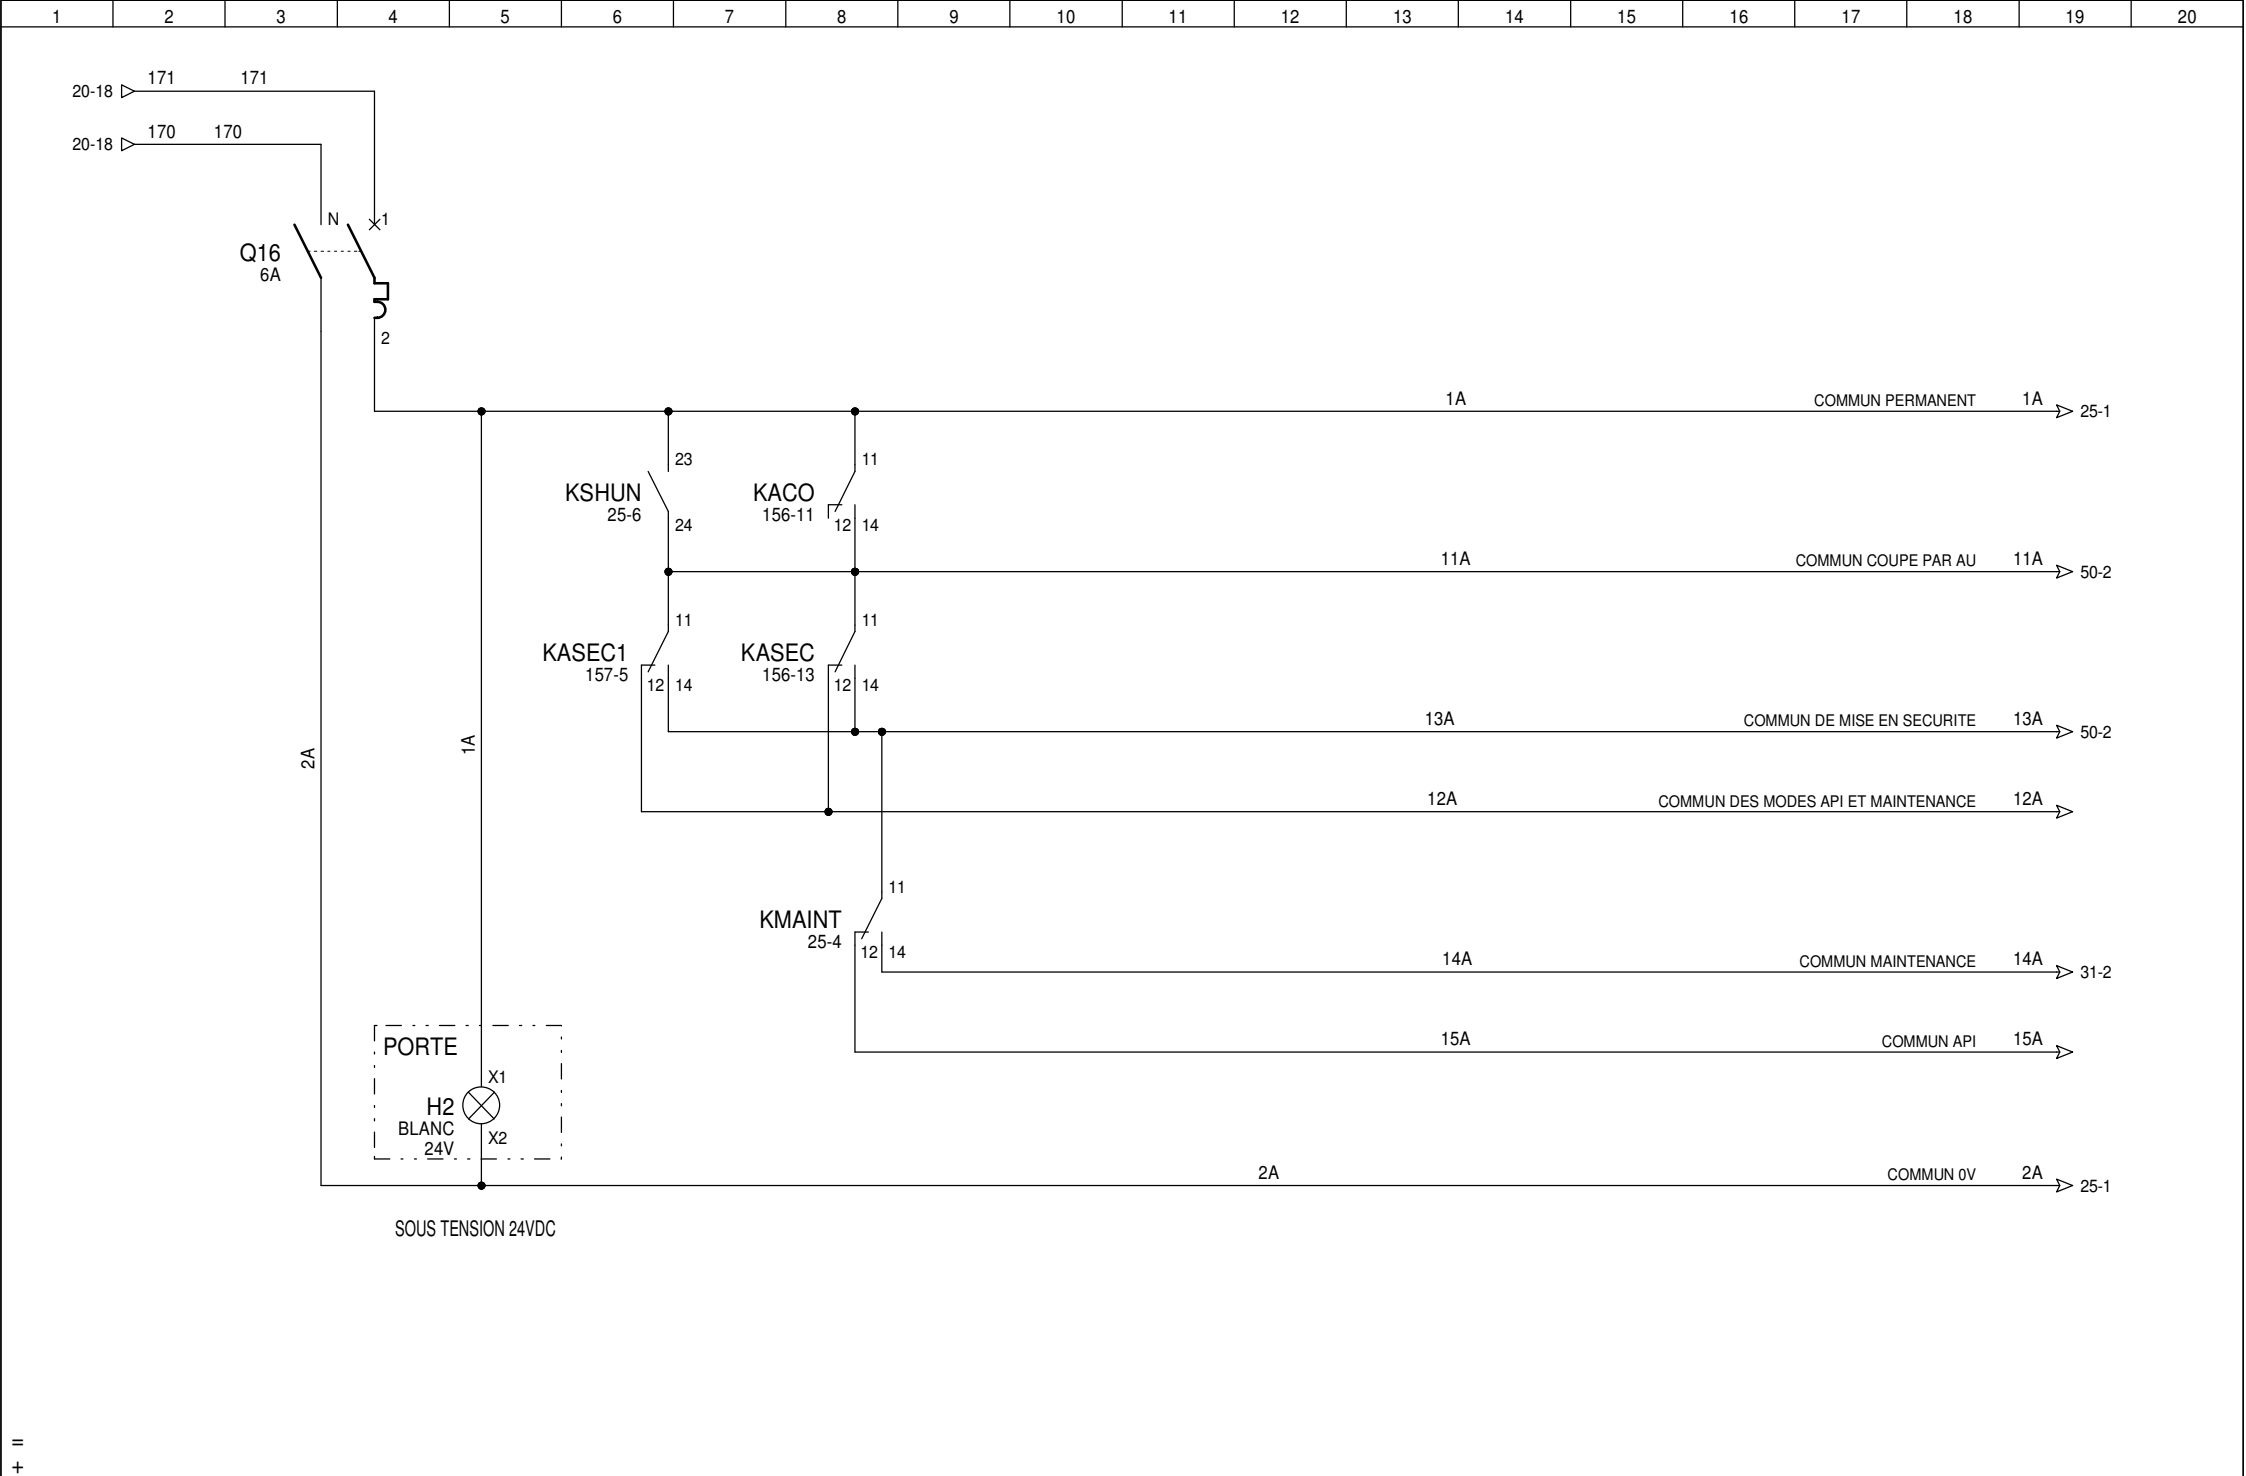 1 2 3 4 5 6 7 8 9 10 11 12 13 14 15 16 17 18 19 20
171 171
20-18
170 170
20-18
N 1
Q16
6A
2
1A COMMUN PERMANENT 1A 25-1
23 11
KSHUN KACO
25-6 156-11
24 12 14
11A COMMUN COUPE PAR AU 11A 50-2
11 11
KASEC1 KASEC
157-5 156-13
12 14 12 14
13A COMMUN DE MISE EN SECURITE 13A 50-2
2A 1A
12A COMMUN DES MODES API ET MAINTENANCE 12A
11
KMAINT
25-4
12 14
14A COMMUN MAINTENANCE 14A 31-2
15A COMMUN API 15A
PORTE
X1
H2
BLANC
24V
X2
2A COMMUN 0V 2A 25-1
SOUS TENSION 24VDC
=
+